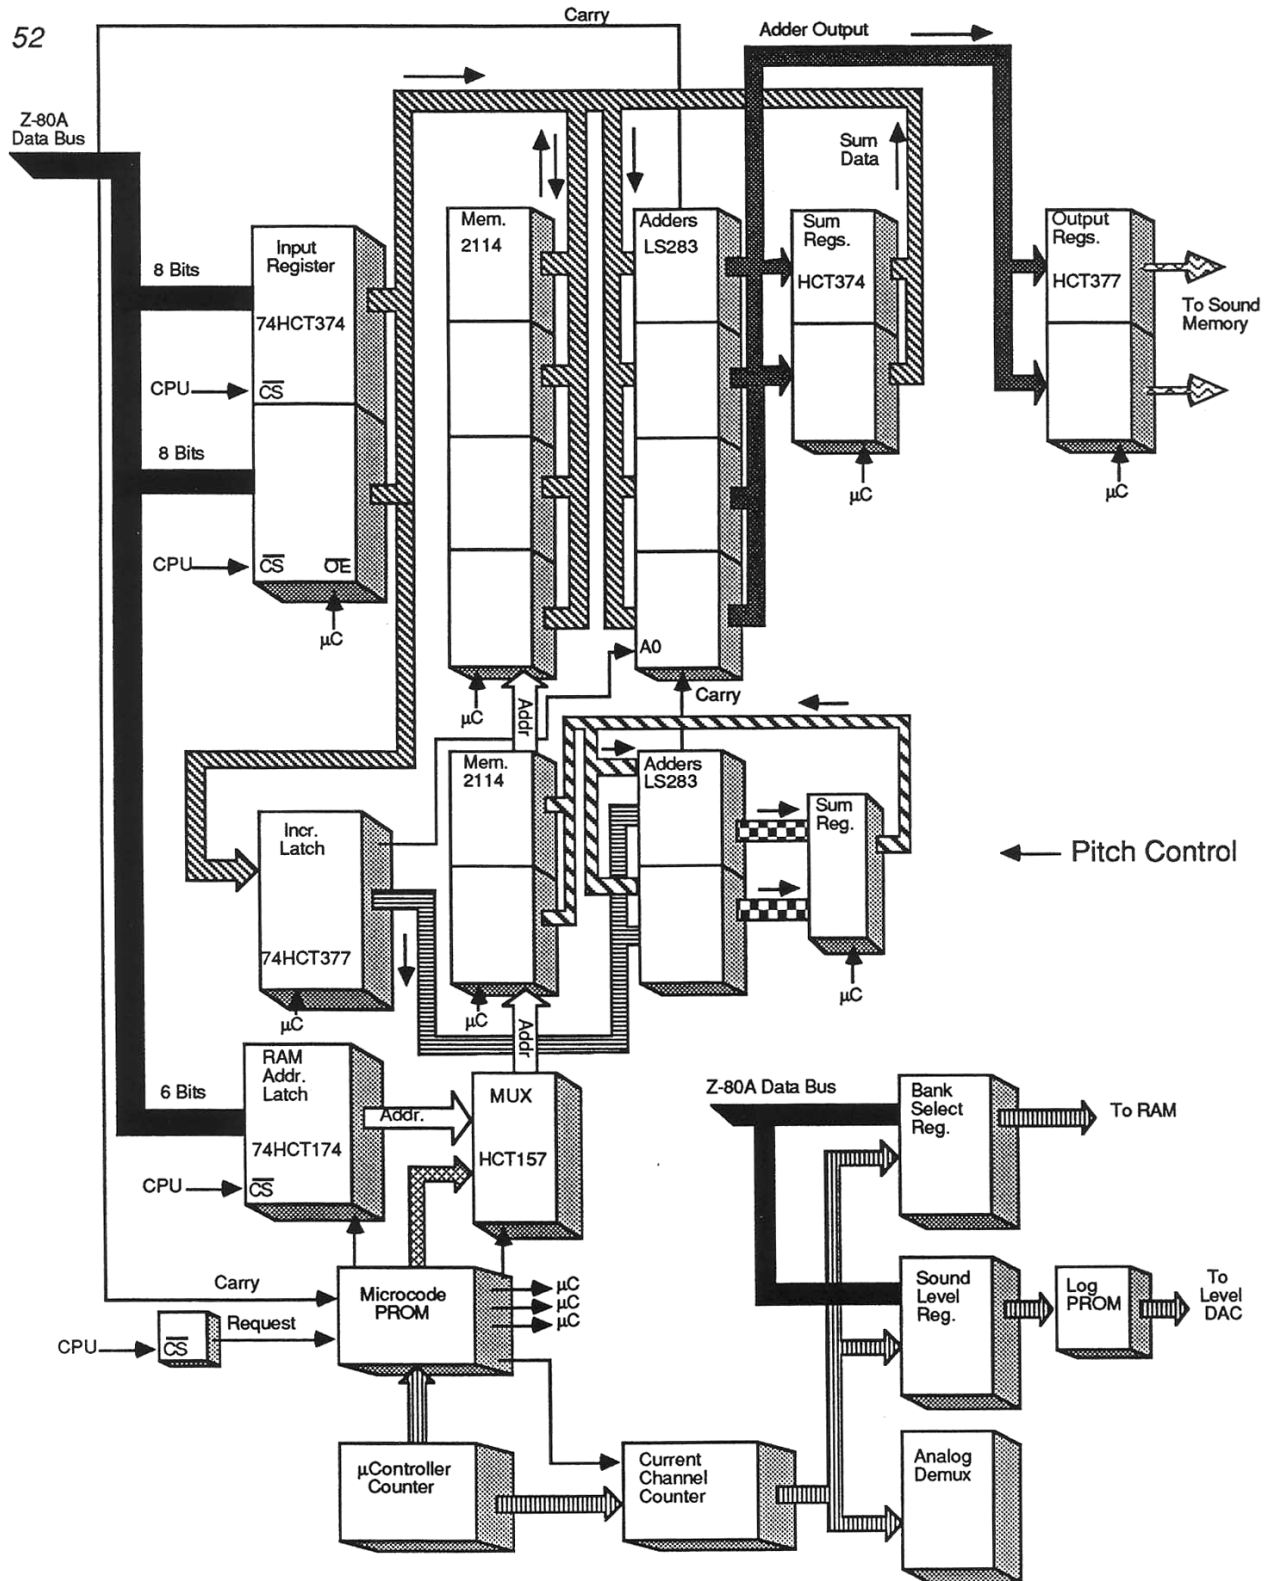 52
Carry
Adder Output
Z-80A
Data Bus
Sum
Data
Mem.
2114
Adders
LS283
Sum
Regs.
HCT374
Output
Regs.
HCT377
Input
Register
74HCT374
8 Bits
To Sound
Memory
CPU
CS
8 Bits
µC
µC
CPU
CS
OE
µC
A0
µC
Addr
Carry
Mem.
2114
Adders
LS283
Sum
Reg.
Incr.
Latch
Pitch Control
74HCT377
µC
µC
µC
Addr
RAM
Addr.
Latch
6 Bits
Addr.
MUX
74HCT174
HCT157
CPU
CS
Z-80A Data Bus
Bank
Select
Reg.
To RAM
Carry
Microcode
PROM
µC
µC
µC
Request
CPU
CS
Sound
Level
Reg.
Log
PROM
To
Level
DAC
µController
Counter
Current
Channel
Counter
Analog
Demux